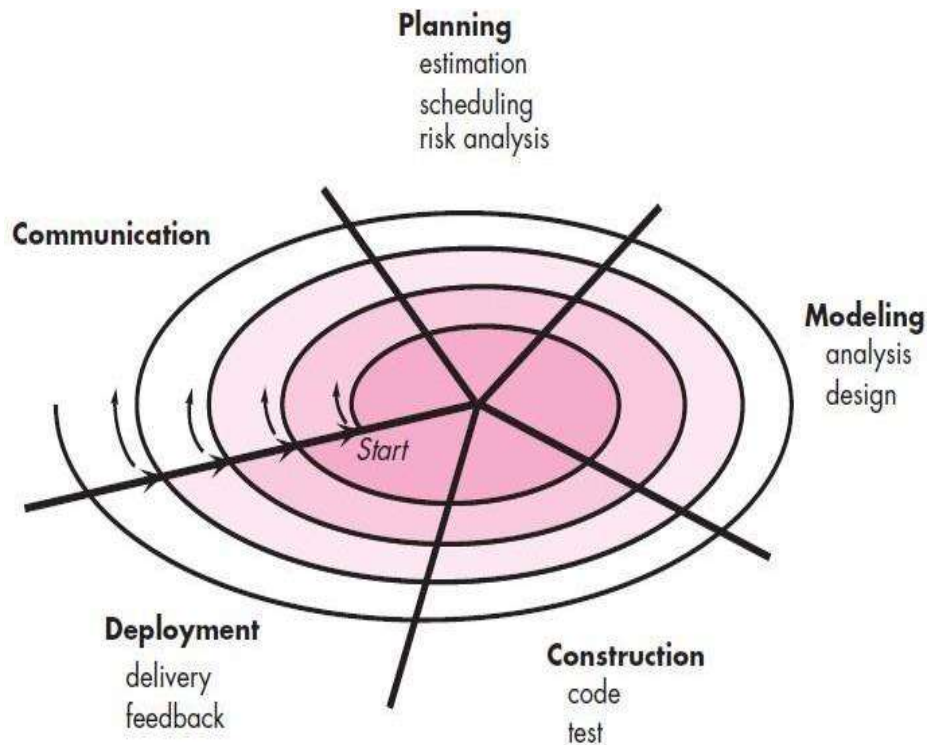 Planning
estimation
scheduling
risk analysis
Communication
Modeling
analysis
design
Start
Deployment
delivery
feedback
Construction
code
test